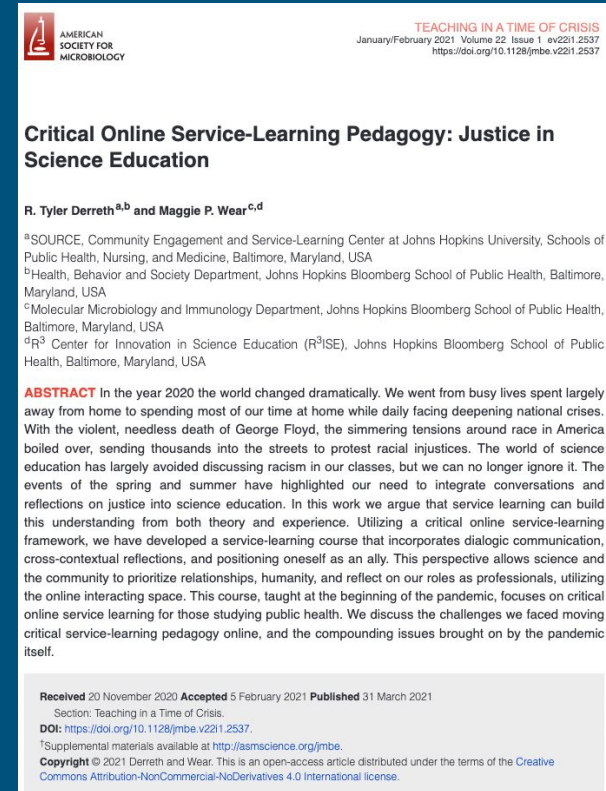 AMERICAN
SOCIETY FOR
MICROBIOLOGY
TEACHING IN A TIME OF CRISIS
January/February 2021 Volume 22 Issue 1 ev22i1.2537
https://doi.org/10.1128/jmbe.v22i1.2537
Critical Online Service-Learning Pedagogy: Justice in
Science Education
R. Tyler Derreth a,b and Maggie P. Wear c,d
a SOURCE, Community Engagement and Service-Learning Center at Johns Hopkins University, Schools of
Public Health, Nursing, and Medicine, Baltimore, Maryland, USA
b Health, Behavior and Society Department, Johns Hopkins Bloomberg School of Public Health, Baltimore,
Maryland, USA
c Molecular Microbiology and Immunology Department, Johns Hopkins Bloomberg School of Public Health,
Baltimore, Maryland, USA
d R3 Center for Innovation in Science Education (R3ISE), Johns Hopkins Bloomberg School of Public
Health, Baltimore, Maryland, USA
ABSTRACT In the year 2020 the world changed dramatically. We went from busy lives spent largely
away from home to spending most of our time at home while daily facing deepening national crises.
With the violent, needless death of George Floyd, the simmering tensions around race in America
boiled over, sending thousands into the streets to protest racial injustices. The world of science
education has largely avoided discussing racism in our classes, but we can no longer ignore it. The
events of the spring and summer have highlighted our need to integrate conversations and
reflections on justice into science education. In this work we argue that service learning can build
this understanding from both theory and experience. Utilizing a critical online service-learning
framework, we have developed a service-learning course that incorporates dialogic communication,
cross-contextual reflections, and positioning oneself as an ally. This perspective allows science and
the community to prioritize relationships, humanity, and reflect on our roles as professionals, utilizing
the online interacting space. This course, taught at the beginning of the pandemic, focuses on critical
online service learning for those studying public health. We discuss the challenges we faced moving
critical service-learning pedagogy online, and the compounding issues brought on by the pandemic
itself.
Received 20 November 2020 Accepted 5 February 2021 Published 31 March 2021
Section: Teaching in a Time of Crisis.
DOI: https://doi.org/10.1128/jmbe.v22i1.2537.
†Supplemental materials available at http://asmscience.org/jmbe.
Copyright © 2021 Derreth and Wear. This is an open-access article distributed under the terms of the Creative
Commons Attribution-NonCommercial-NoDerivatives 4.0 International license.